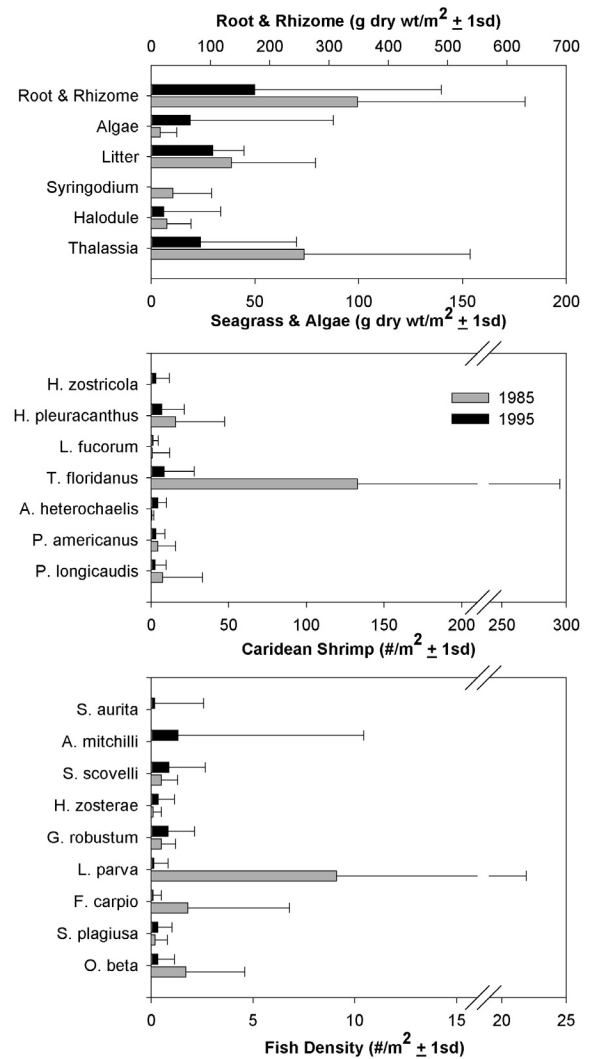 Root & Rhizome (g dry wt/m² ± 1sd)
0 100 200 300 400 500 600 700
Root & Rhizome
Algae
Litter
Syringodium
Halodule
Thalassia
0 50 100 150 200
Seagrass & Algae (g dry wt/m² ± 1sd)
H. zostricola
H. pleuracanthus
L. fucorum
T. floridanus
A. heterochaelis
P. americanus
P. longicaudis
1985
1995
0 50 100 150 200 250 300
Caridean Shrimp (#/m² ± 1sd)
S. aurita
A. mitchilli
S. scovelli
H. zosterae
G. robustum
L. parva
F. carpio
S. plagiusa
O. beta
0 5 10 15 20 25
Fish Density (#/m² ± 1sd)